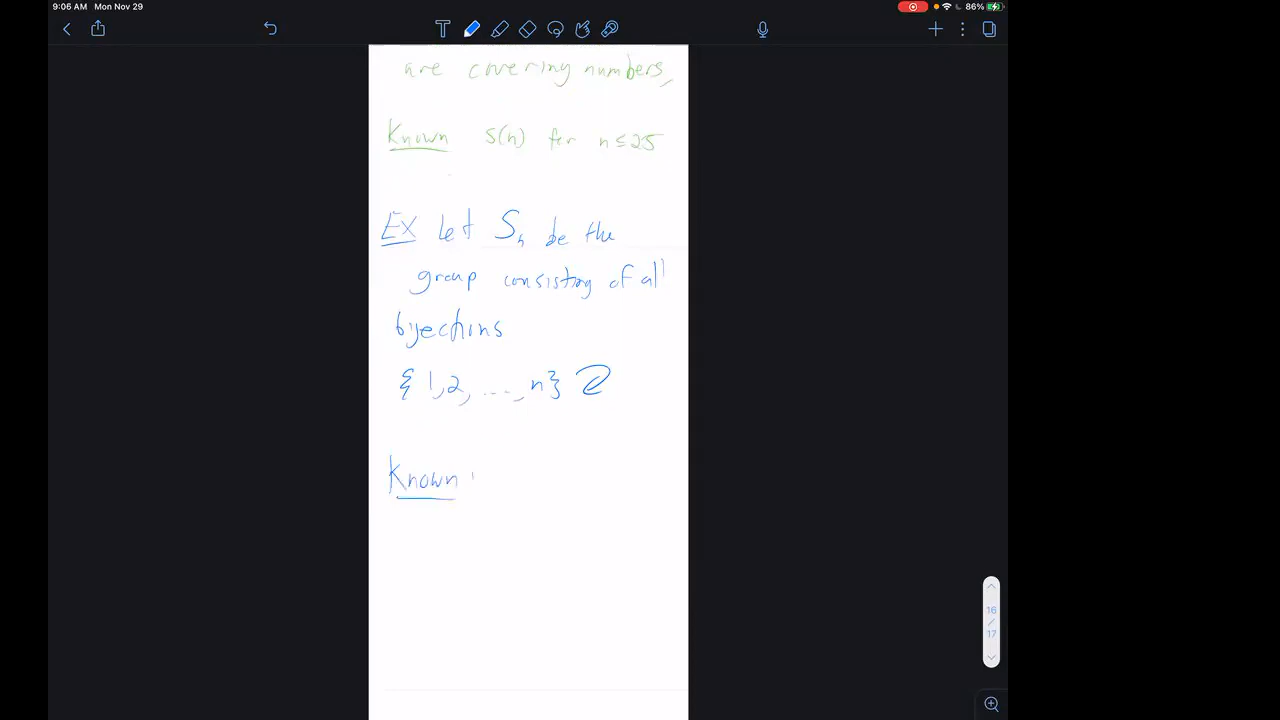 9:06 AM Mon Nov 29
86%
are covering numbers,
Known S(n) for n ≤ 25
EX let Sn be the
group consisting of all
bijections
{ 1,2, ...., n}
Known
16
/
17